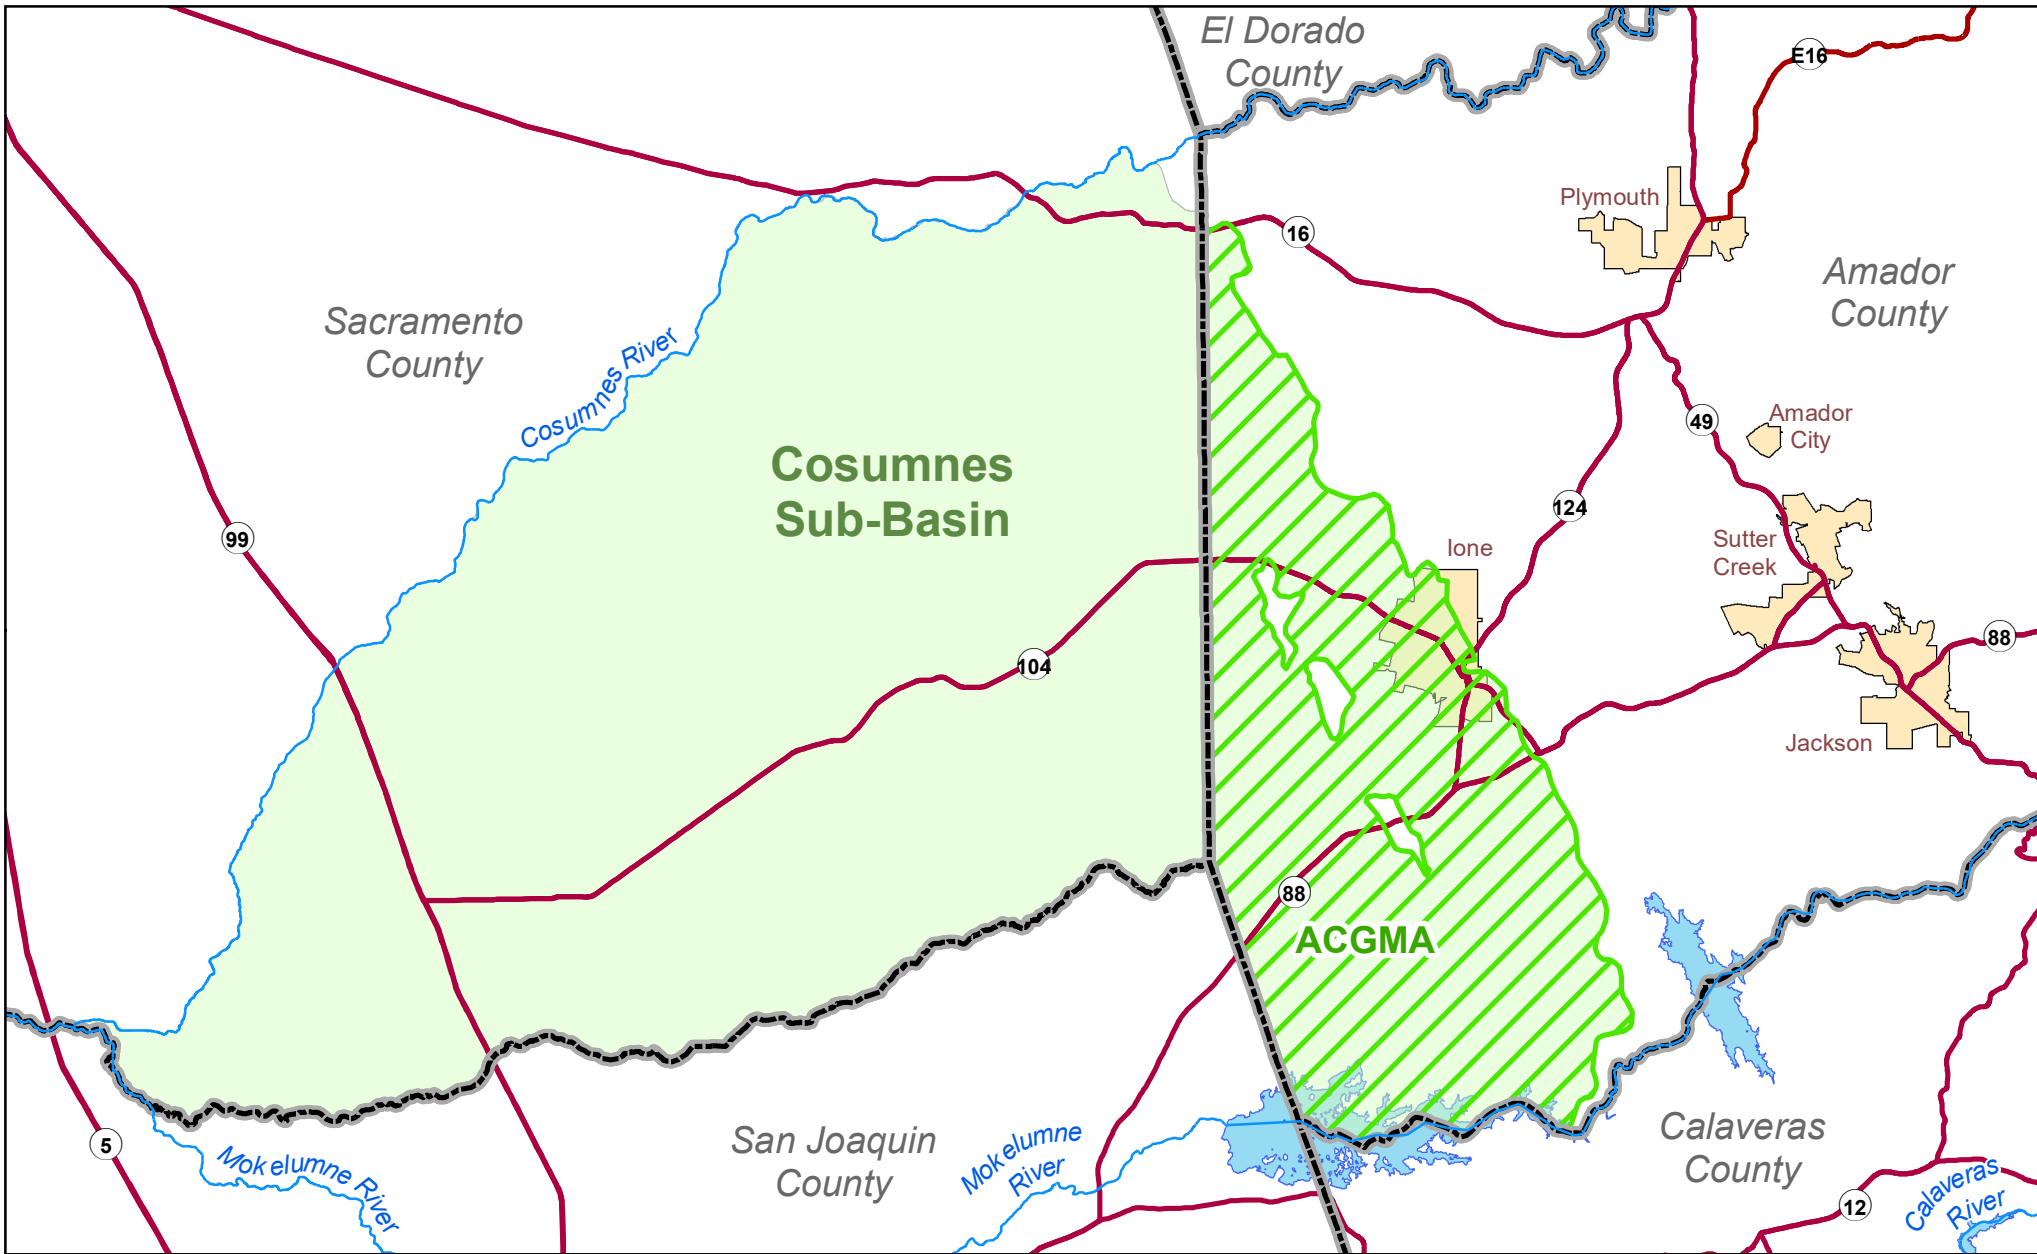 El Dorado
County
E16
Plymouth
16
Amador
County
Sacramento
County
Cosumnes River
49
Amador
City
Cosumnes
Sub-Basin
124
99
Ione
Sutter
Creek
88
104
Jackson
88
ACGMA
5
Mokelumne River
San Joaquin
County
Mokelumne
River
Calaveras
County
12
Calaveras
River